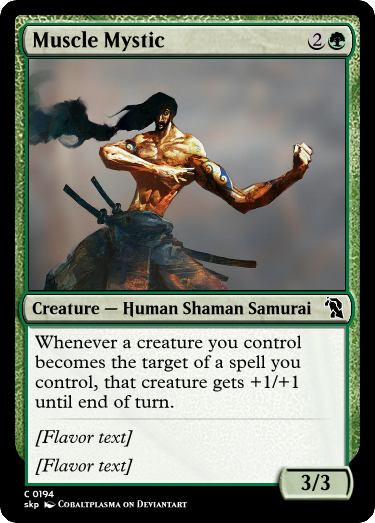 Muscle Mystic 2
Creature — Human Shaman Samurai
Whenever a creature you control
becomes the target of a spell you
control, that creature gets +1/+1
until end of turn.
[Flavor text]
[Flavor text]
3/3
C 0194
skp Cobaltplasma on Deviantart